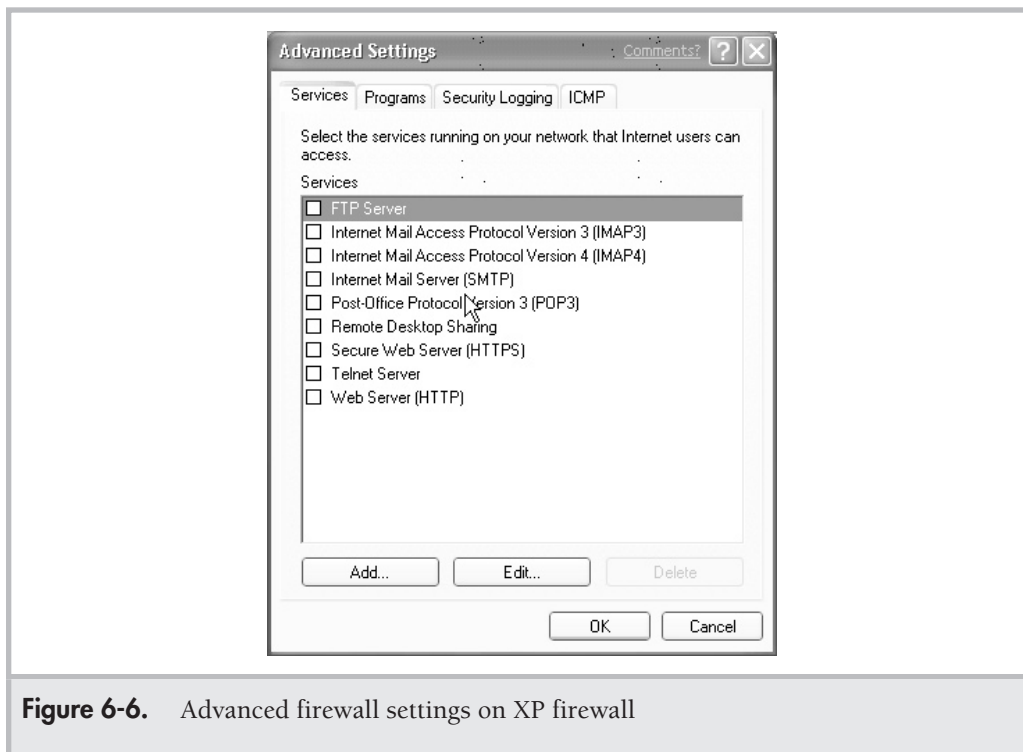 Advanced Settings
Comments?
Services Programs Security Logging ICMP
Select the services running on your network that Internet users can
access.
Services
FTP Server
Internet Mail Access Protocol Version 3 (IMAP3)
Internet Mail Access Protocol Version 4 (IMAP4)
Internet Mail Server (SMTP)
Post-Office Protocol Version 3 (POP3)
Remote Desktop Sharing
Secure Web Server (HTTPS)
Telnet Server
Web Server (HTTP)
Add... Edit... Delete
OK Cancel
Figure 6-6. Advanced firewall settings on XP firewall